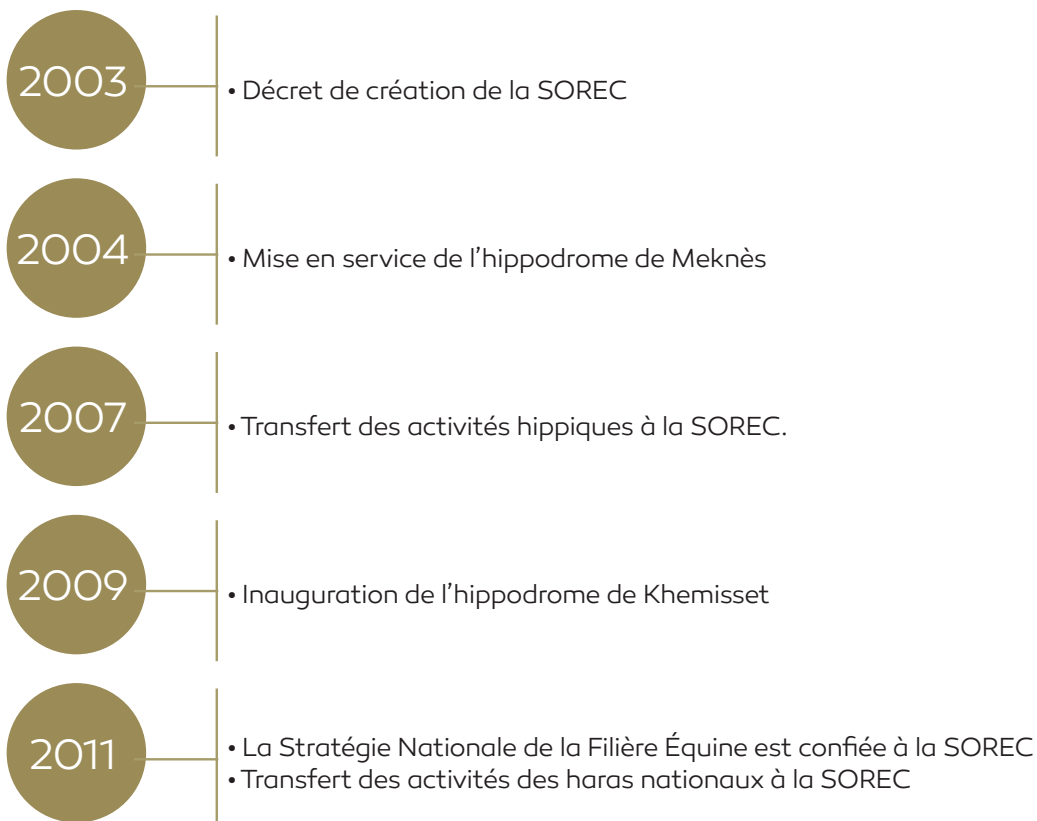 2003
• Décret de création de la SOREC
2004
• Mise en service de l'hippodrome de Meknès
2007
• Transfert des activités hippiques à la SOREC.
2009
• Inauguration de l'hippodrome de Khemisset
2011
• La Stratégie Nationale de la Filière Équine est confiée à la SOREC
• Transfert des activités des haras nationaux à la SOREC